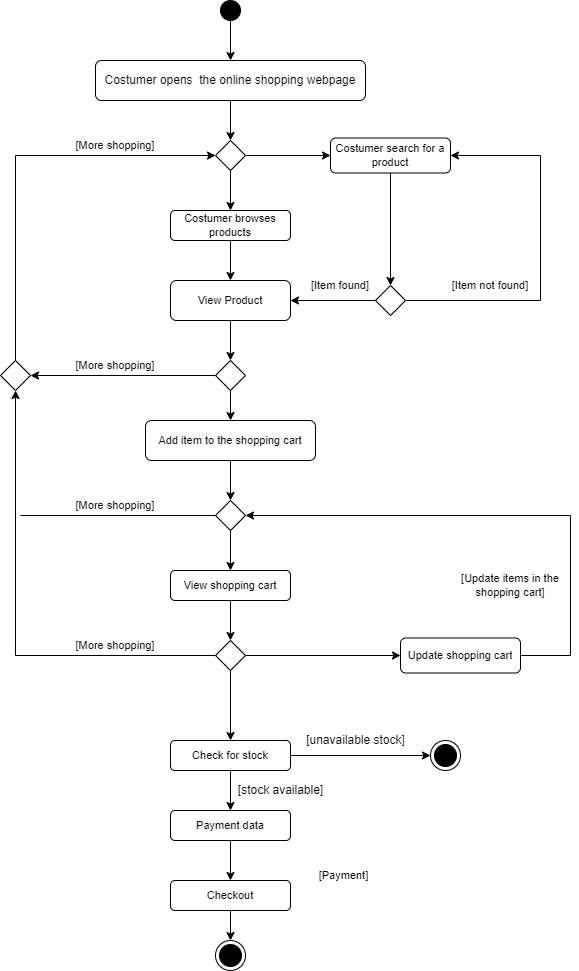 Costumer opens  the online shopping webpage
[More shopping]
Costumer search for a
product
Costumer browses
products
[Item found]
[Item not found]
View Product
[More shopping]
Add item to the shopping cart
[More shopping]
View shopping cart
[Update items in the
shopping cart]
[More shopping]
Update shopping cart
Check for stock
[unavailable stock]
[stock available]
Payment data
[Payment]
Checkout